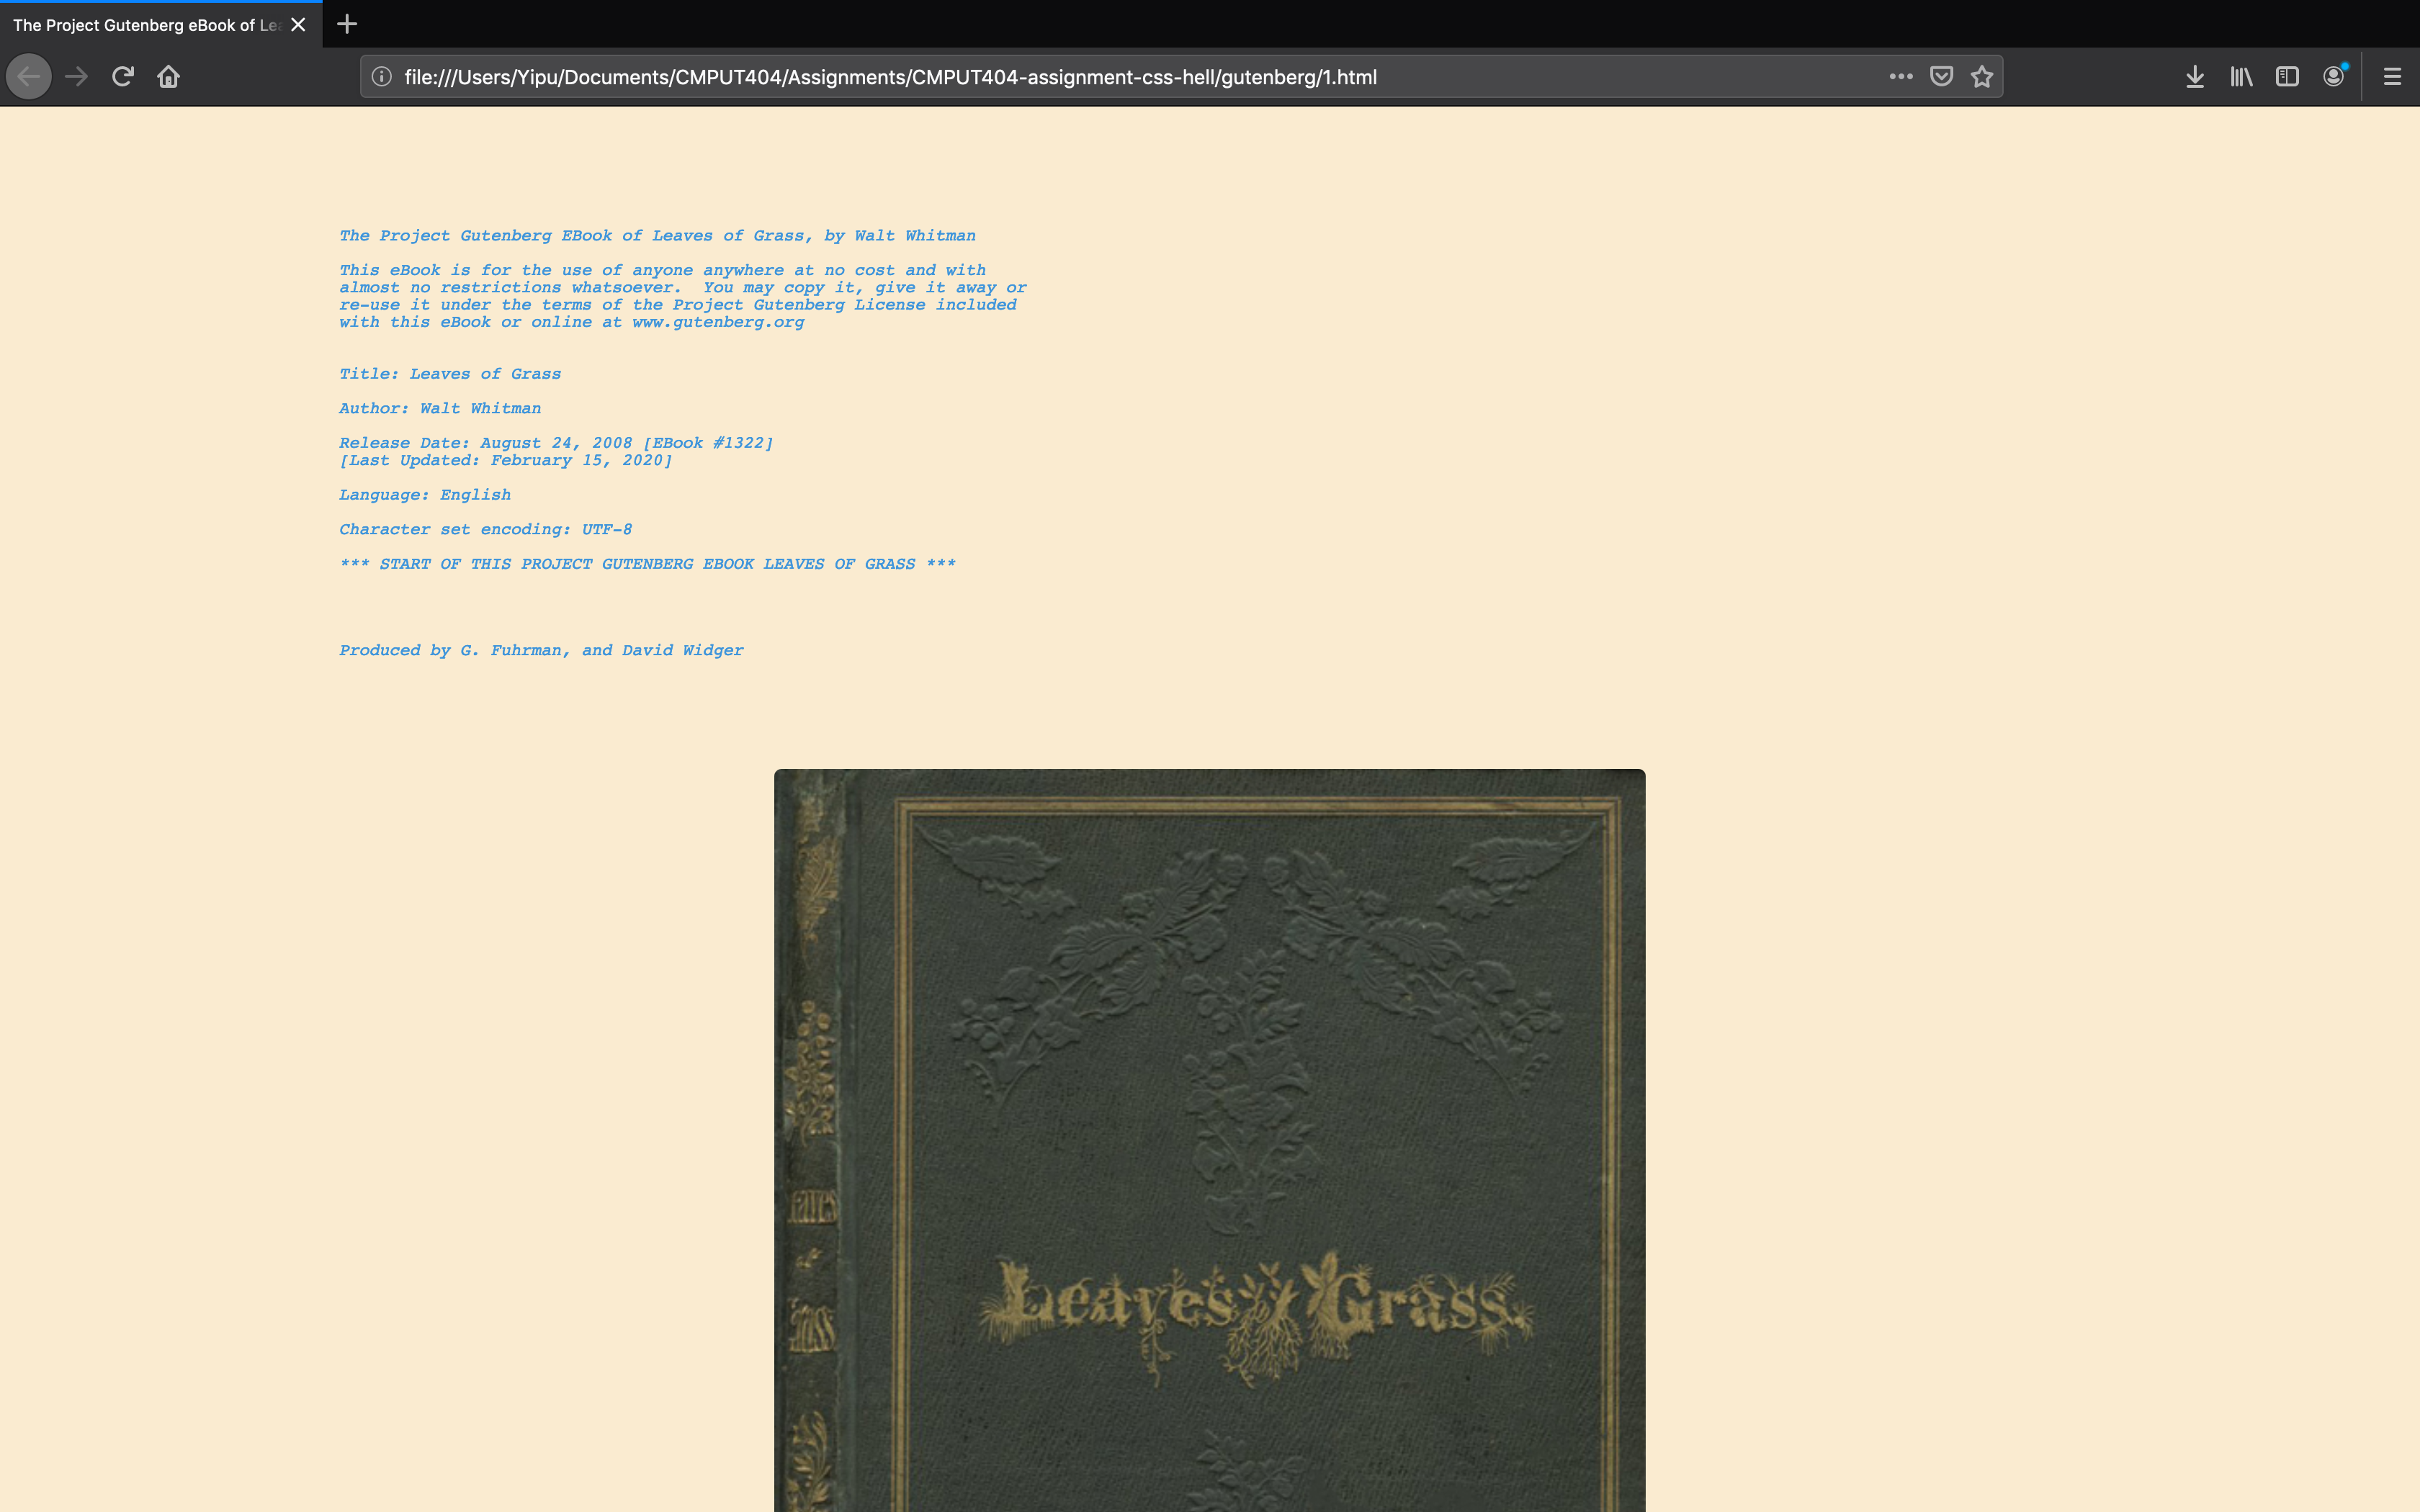 The Project Gutenberg eBook of Lea
file:///Users/Yipu/Documents/CMPUT404/Assignments/CMPUT404-assignment-css-hell/gutenberg/1.html
The Project Gutenberg EBook of Leaves of Grass, by Walt Whitman
This eBook is for the use of anyone anywhere at no cost and with
almost no restrictions whatsoever.  You may copy it, give it away or
re-use it under the terms of the Project Gutenberg License included
with this eBook or online at www.gutenberg.org
Title: Leaves of Grass
Author: Walt Whitman
Release Date: August 24, 2008 [EBook #1322]
[Last Updated: February 15, 2020]
Language: English
Character set encoding: UTF-8
*** START OF THIS PROJECT GUTENBERG EBOOK LEAVES OF GRASS ***
Produced by G. Fuhrman, and David Widger
Leaves of Grass.